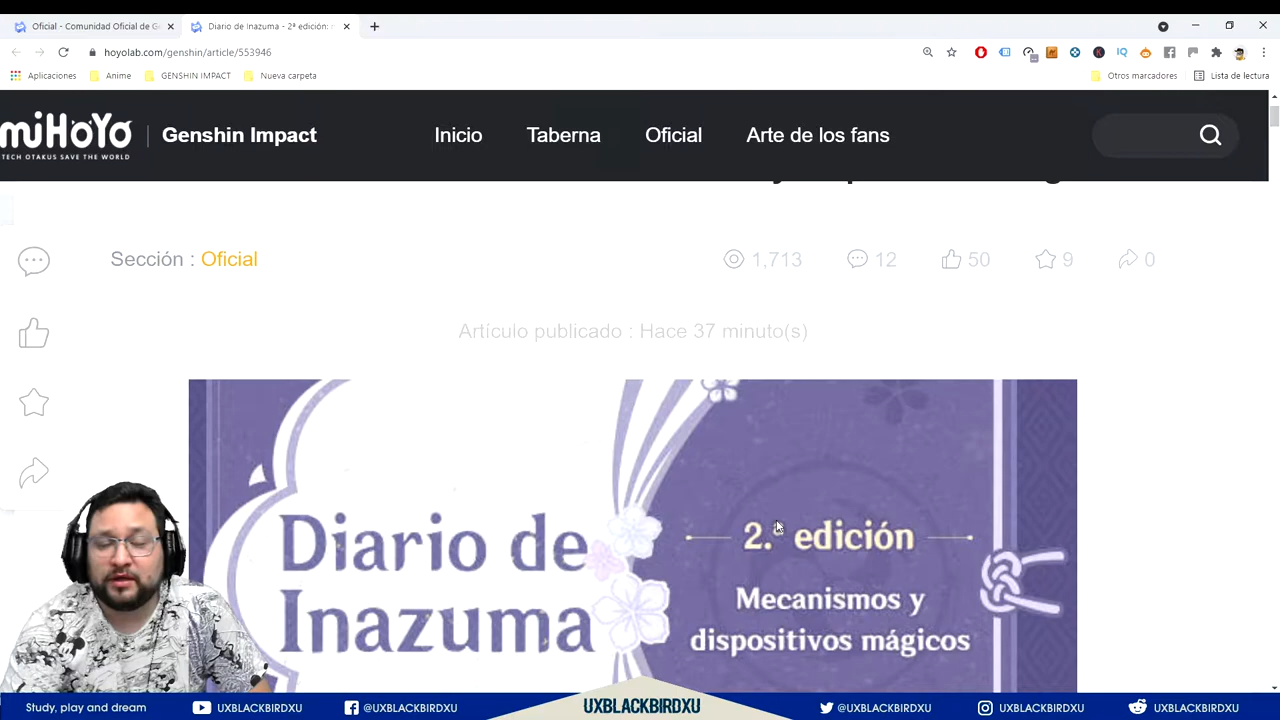 Oficial - Comunidad Oficial de Ge
Diario de Inazuma - 2ª edición:
hoyolab.com/genshin/article/553946
IQ
Aplicaciones
Anime
GENSHIN IMPACT
Nueva carpeta
Otros marcadores
Lista de lectura
miHoYo
TECH OTAKUS SAVE THE WORLD
Genshin Impact
Inicio
Taberna
Oficial
Arte de los fans
Sección : Oficial
1,713
12
50
9
0
Artículo publicado : Hace 37 minuto(s)
Diario de
Inazuma
2.ª edición
Mecanismos y
dispositivos mágicos
Study, play and dream
UXBLACKBIRDXU
@UXBLACKBIRDXU
UXBLACKBIRDXU
@UXBLACKBIRDXU
UXBLACKBIRDXU
UXBLACKBIRDXU